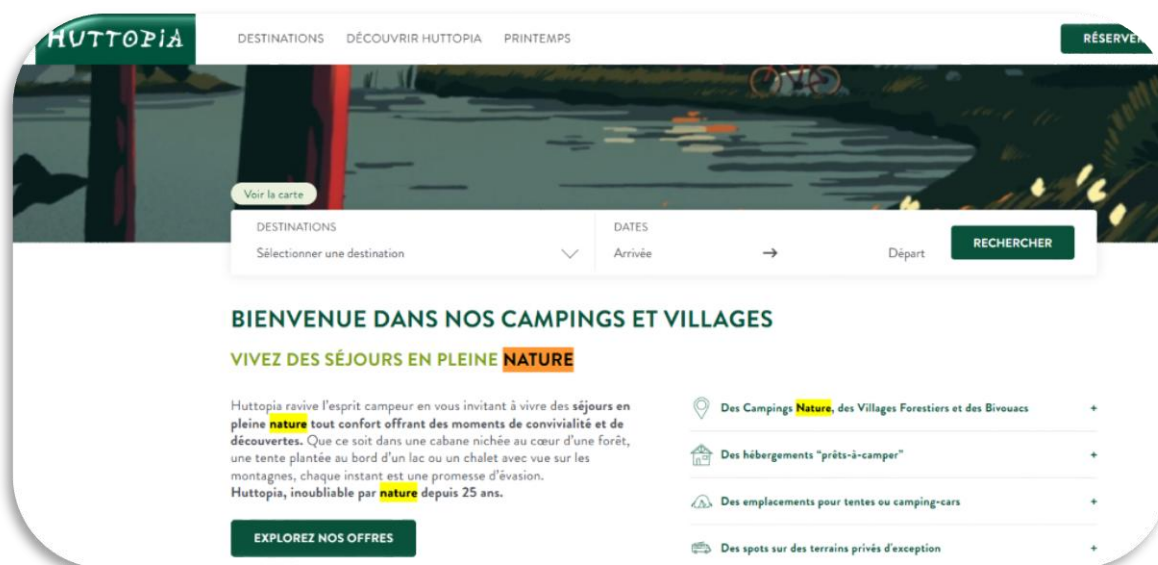 HUTTOPIA
DESTINATIONS DÉCOUVRIR HUTTOPIA PRINTEMPS
RÉSERVER
Voir la carte
DESTINATIONS
Sélectionner une destination
DATES
Arrivée → Départ
RECHERCHER
BIENVENUE DANS NOS CAMPINGS ET VILLAGES
VIVEZ DES SÉJOURS EN PLEINE NATURE
Huttopia ravive l'esprit campeur en vous invitant à vivre des séjours en
pleine nature tout confort offrant des moments de convivialité et de
découvertes. Que ce soit dans une cabane nichée au cœur d'une forêt,
une tente plantée au bord d'un lac ou un chalet avec vue sur les
montagnes, chaque instant est une promesse d'évasion.
Huttopia, inoubliable par nature depuis 25 ans.
EXPLOREZ NOS OFFRES
Des Campings Nature, des Villages Forestiers et des Bivouacs +
Des hébergements "prêts-à-camper" +
Des emplacements pour tentes ou camping-cars +
Des spots sur des terrains privés d'exception +